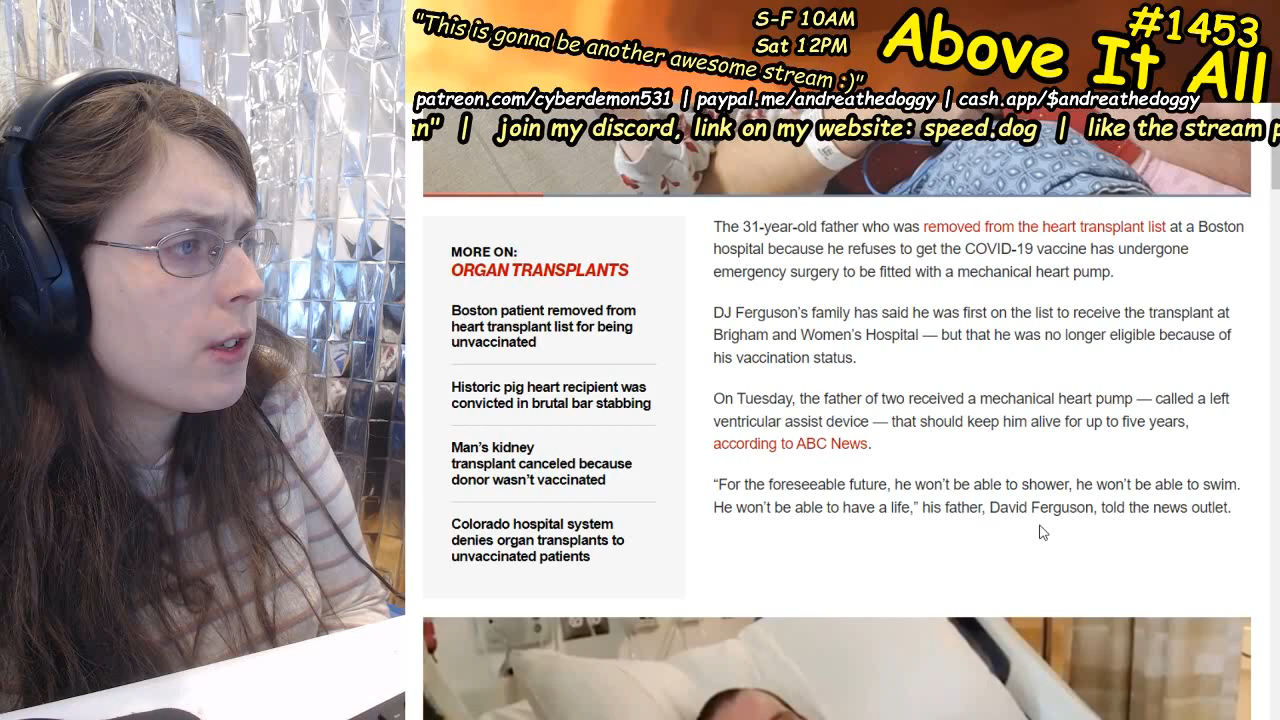 "This is gonna be another awesome stream :)"
S-F 10AM
Sat 12PM
Above It All
#1453
patreon.com/cyberdemon531 | paypal.me/andreathedoggy | cash.app/$andreathedoggy
an" | join my discord, link on my website: speed.dog | like the stream p
MORE ON:
ORGAN TRANSPLANTS
Boston patient removed from
heart transplant list for being
unvaccinated
Historic pig heart recipient was
convicted in brutal bar stabbing
Man's kidney
transplant canceled because
donor wasn't vaccinated
Colorado hospital system
denies organ transplants to
unvaccinated patients
The 31-year-old father who was removed from the heart transplant list at a Boston
hospital because he refuses to get the COVID-19 vaccine has undergone
emergency surgery to be fitted with a mechanical heart pump.
DJ Ferguson's family has said he was first on the list to receive the transplant at
Brigham and Women's Hospital — but that he was no longer eligible because of
his vaccination status.
On Tuesday, the father of two received a mechanical heart pump — called a left
ventricular assist device — that should keep him alive for up to five years,
according to ABC News.
“For the foreseeable future, he won't be able to shower, he won't be able to swim.
He won't be able to have a life,” his father, David Ferguson, told the news outlet.